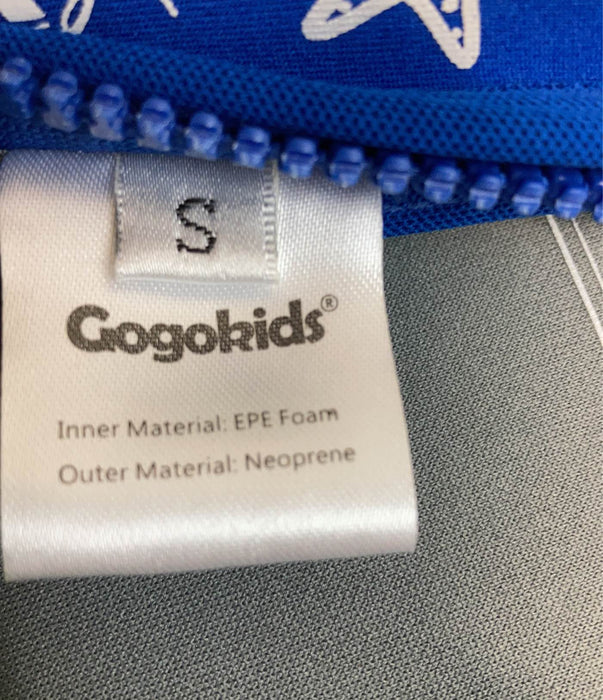 S
Gogokids®
Inner Material: EPE Foam
Outer Material: Neoprene